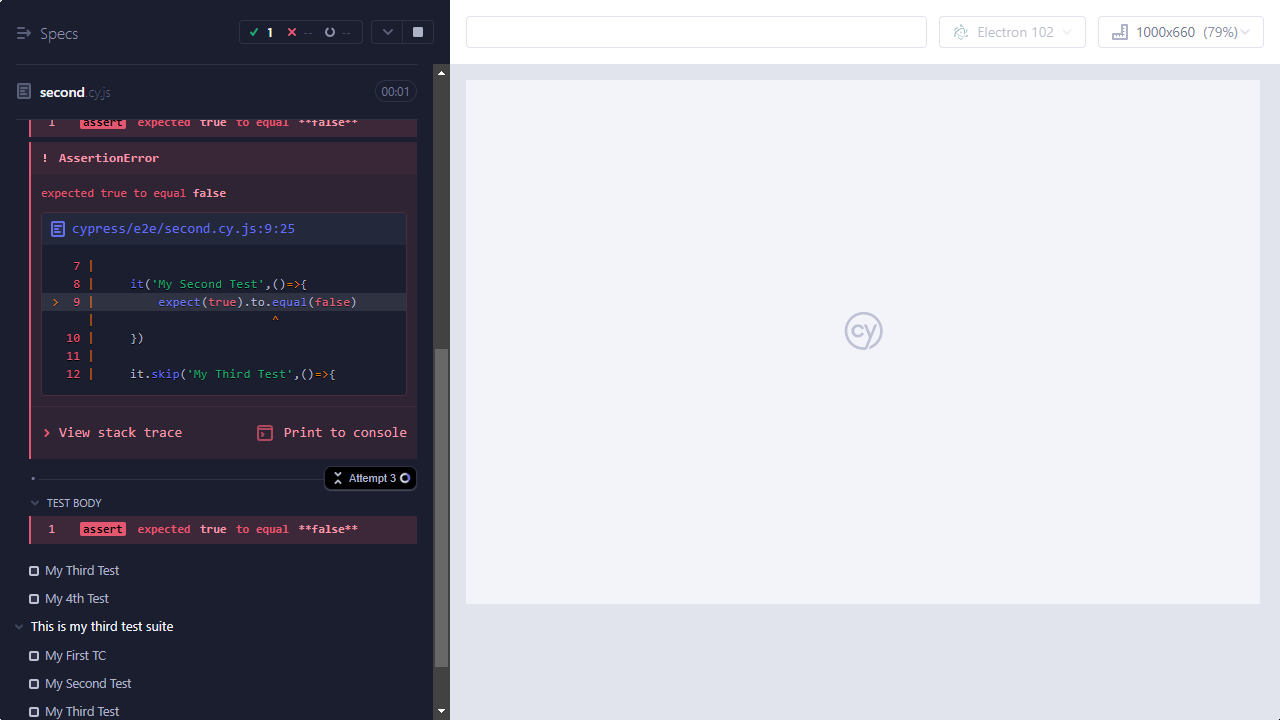 Specs
1 -- --
Electron 102
1000x660 (79%)
second.cy.js
00:01
1 assert expected true to equal **false**
! AssertionError
expected true to equal false
cypress/e2e/second.cy.js:9:25
7 |
8 | it('My Second Test',()=>{
> 9 | expect(true).to.equal(false)
| ^
10 | })
11 |
12 | it.skip('My Third Test',()=>{
View stack trace
Print to console
Attempt 3
TEST BODY
1 assert expected true to equal **false**
My Third Test
My 4th Test
This is my third test suite
My First TC
My Second Test
My Third Test
cy